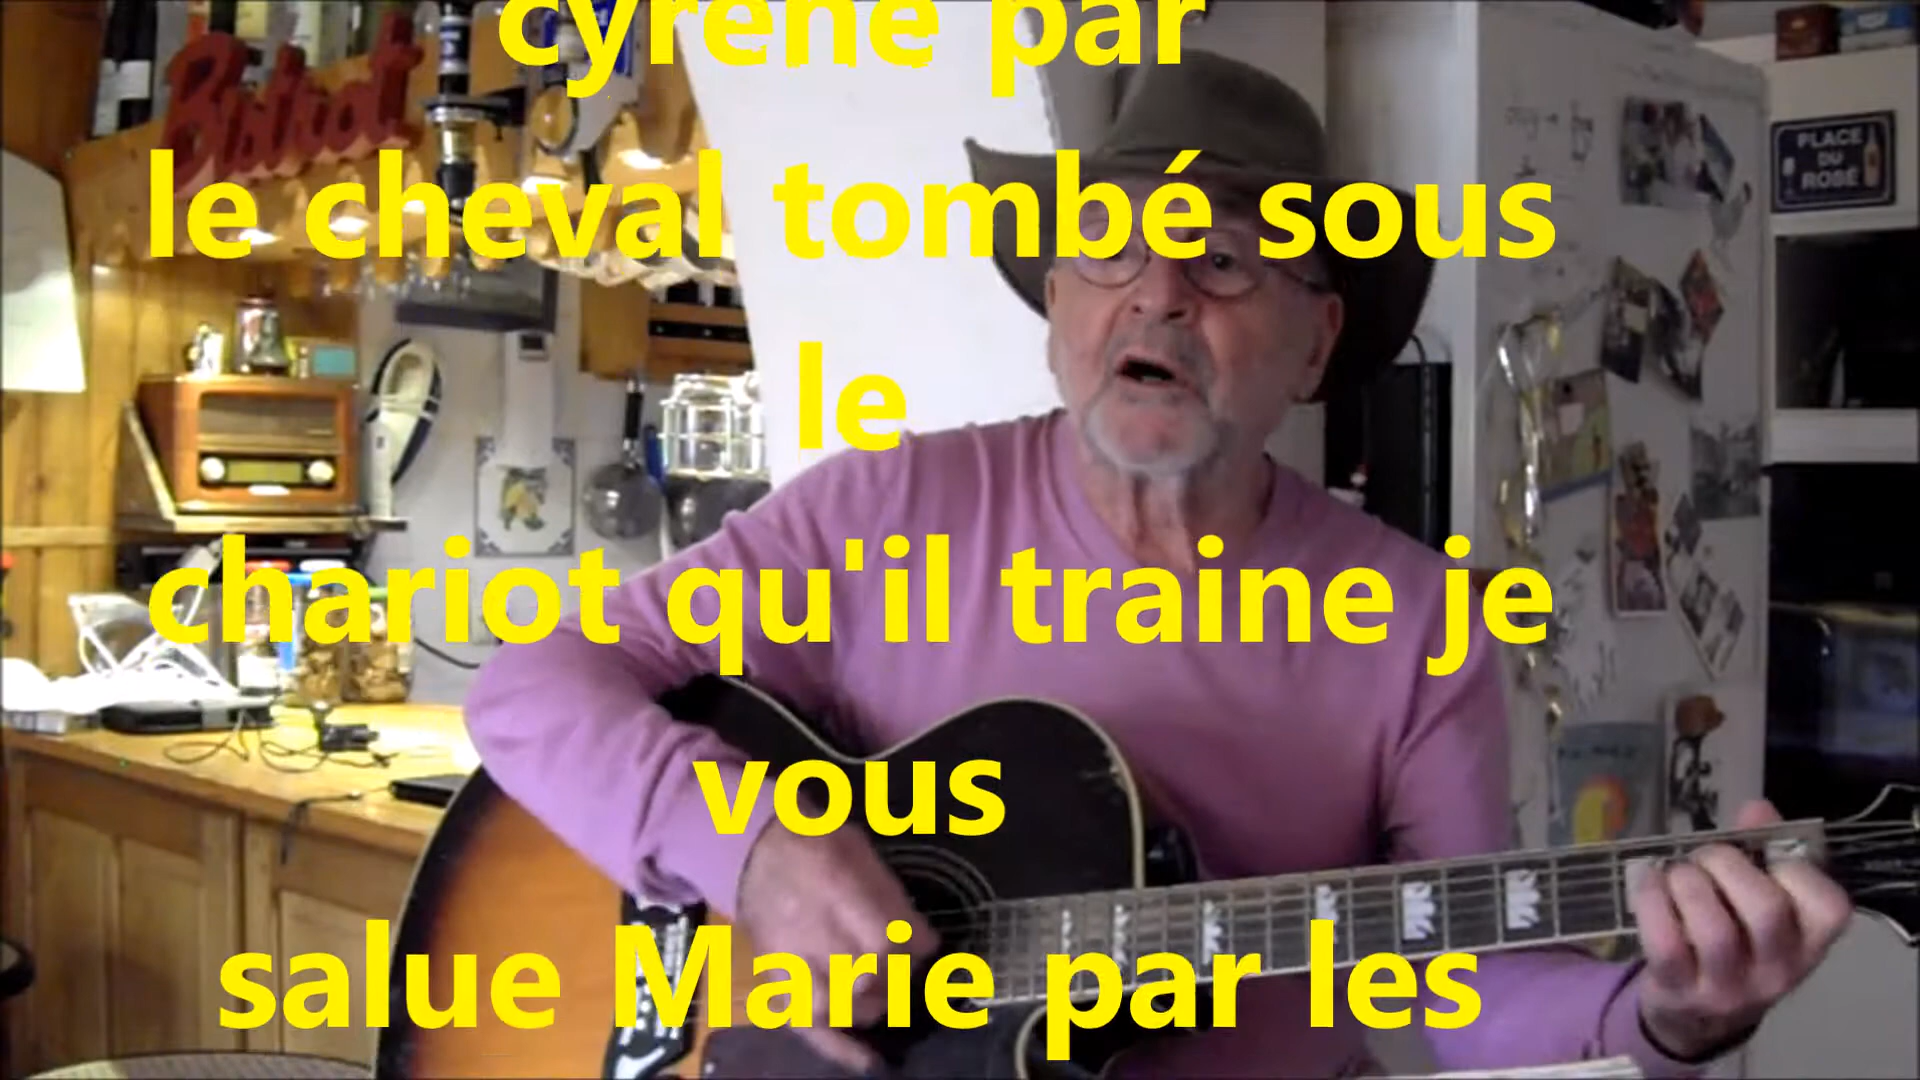 cyrène par
le cheval tombé sous
le
chariot qu'il traine je
vous
salue Marie par les
Bistrot
PLACE
DU
ROSÉ